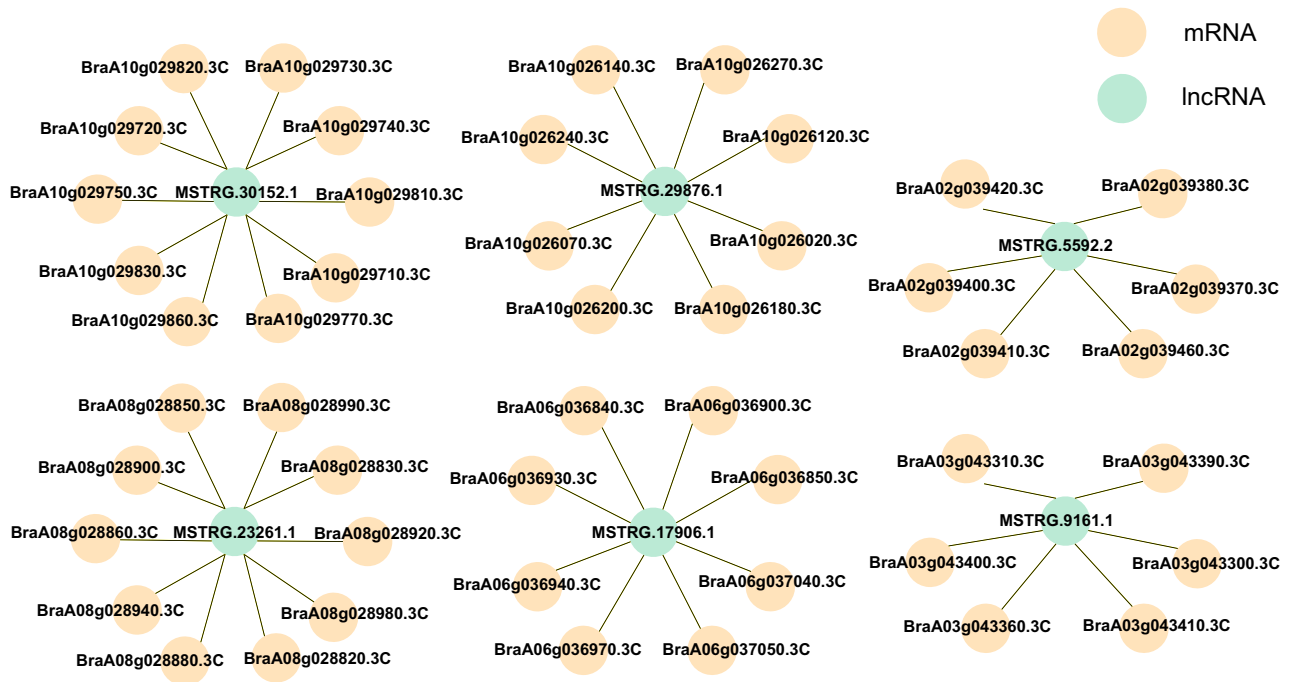 mRNA
lncRNA
BraA10g029820.3C
BraA10g029730.3C
BraA10g029720.3C
BraA10g029740.3C
BraA10g029750.3C
MSTRG.30152.1
BraA10g029810.3C
BraA10g029830.3C
BraA10g029710.3C
BraA10g029860.3C
BraA10g029770.3C
BraA10g026140.3C
BraA10g026270.3C
BraA10g026240.3C
BraA10g026120.3C
MSTRG.29876.1
BraA10g026070.3C
BraA10g026020.3C
BraA10g026200.3C
BraA10g026180.3C
BraA02g039420.3C
BraA02g039380.3C
MSTRG.5592.2
BraA02g039400.3C
BraA02g039370.3C
BraA02g039410.3C
BraA02g039460.3C
BraA08g028850.3C
BraA08g028990.3C
BraA08g028900.3C
BraA08g028830.3C
BraA08g028860.3C
MSTRG.23261.1
BraA08g028920.3C
BraA08g028940.3C
BraA08g028980.3C
BraA08g028880.3C
BraA08g028820.3C
BraA06g036840.3C
BraA06g036900.3C
BraA06g036930.3C
BraA06g036850.3C
MSTRG.17906.1
BraA06g036940.3C
BraA06g037040.3C
BraA06g036970.3C
BraA06g037050.3C
BraA03g043310.3C
BraA03g043390.3C
MSTRG.9161.1
BraA03g043400.3C
BraA03g043300.3C
BraA03g043360.3C
BraA03g043410.3C